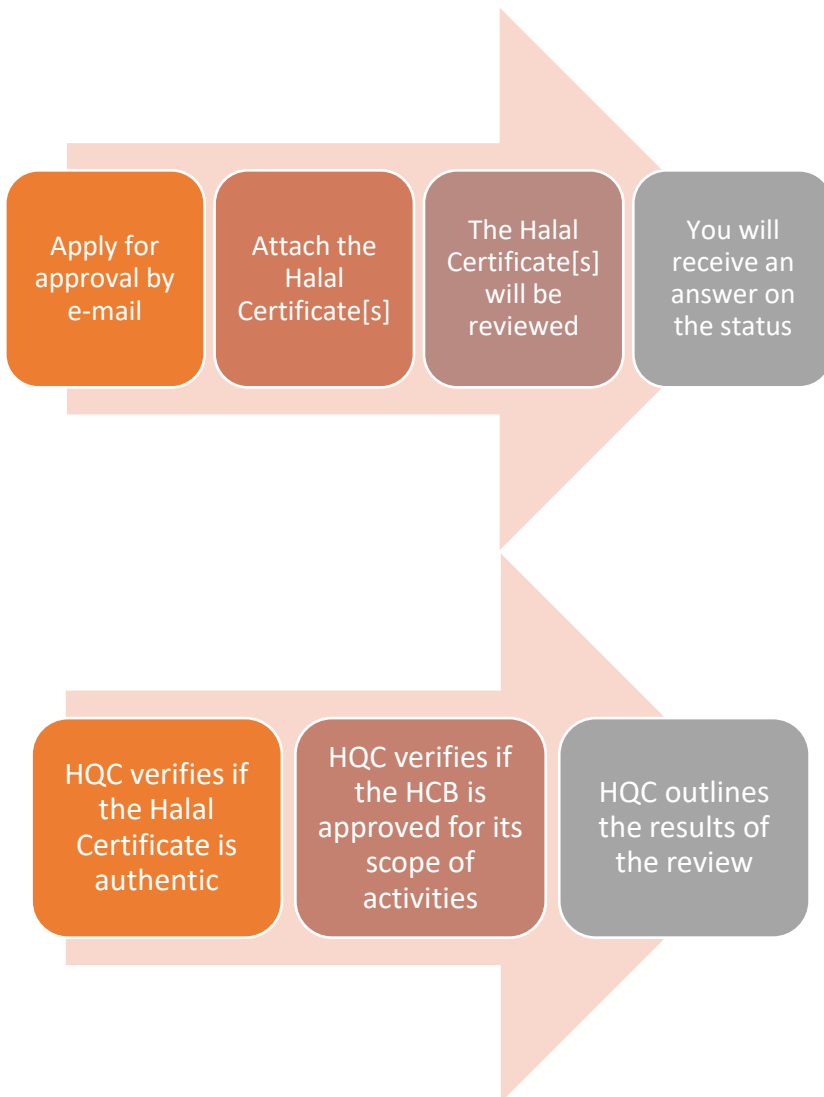 Apply for
approval by
e-mail
Attach the
Halal
Certificate[s]
The Halal
Certificate[s]
will be
reviewed
You will
receive an
answer on
the status
HQC verifies if
the Halal
Certificate is
authentic
HQC verifies if
the HCB is
approved for its
scope of
activities
HQC outlines
the results of
the review